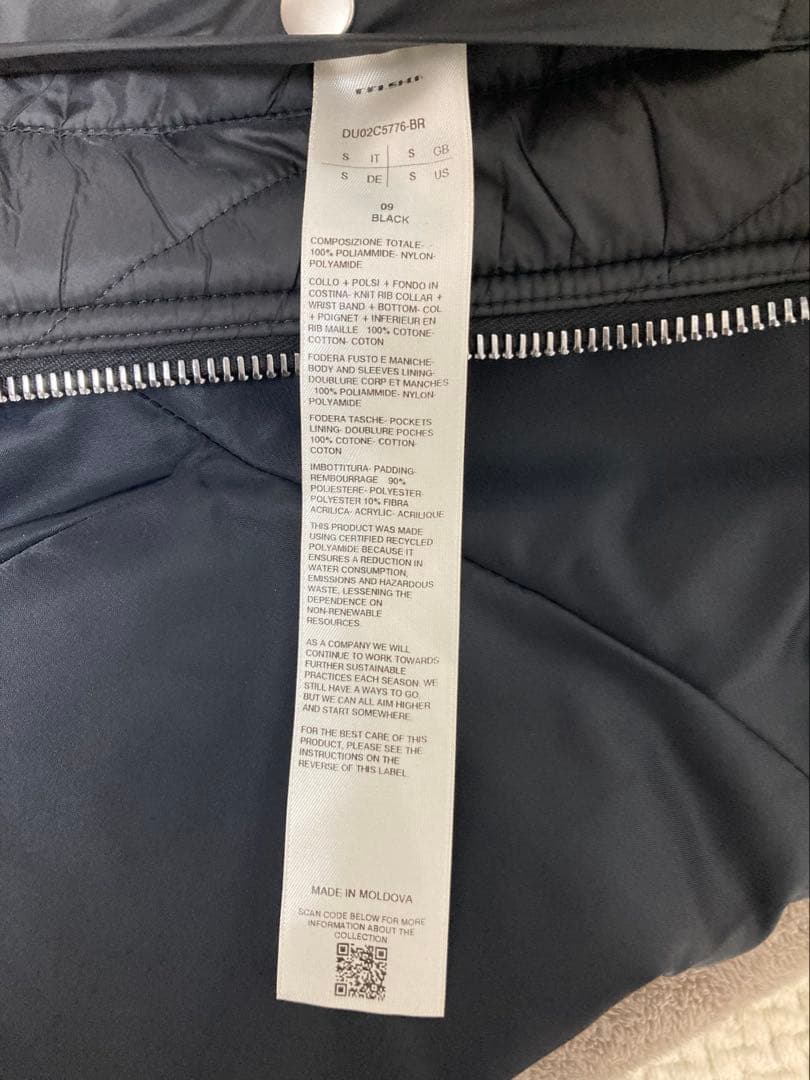 DU02C5776-BR
S IT S GB
S DE S US
09
BLACK
COMPOSIZIONE TOTALE-
100% POLIAMMIDE- NYLON-
POLYAMIDE
COLLO + POLSI + FONDO IN
COSTINA- KNIT RIB COLLAR +
WRIST BAND + BOTTOM- COL
+ POIGNET + INFERIEUR EN
RIB MAILLE 100% COTONE-
COTTON- COTON
FODERA FUSTO E MANICHE-
BODY AND SLEEVES LINING-
DOUBLURE CORP ET MANCHES
100% POLIAMMIDE- NYLON-
POLYAMIDE
FODERA TASCHE- POCKETS
LINING- DOUBLURE POCHES
100% COTONE- COTTON-
COTON
IMBOTTITURA- PADDING-
REMBOURRAGE 90%
POLIESTERE- POLYESTER-
POLYESTER 10% FIBRA
ACRILICA- ACRYLIC- ACRILIQUE
THIS PRODUCT WAS MADE
USING CERTIFIED RECYCLED
POLYAMIDE BECAUSE IT
ENSURES A REDUCTION IN
WATER CONSUMPTION,
EMISSIONS AND HAZARDOUS
WASTE, LESSENING THE
DEPENDENCE ON
NON-RENEWABLE
RESOURCES.
AS A COMPANY WE WILL
CONTINUE TO WORK TOWARDS
FURTHER SUSTAINABLE
PRACTICES EACH SEASON. WE
STILL HAVE A WAYS TO GO,
BUT WE CAN ALL AIM HIGHER
AND START SOMEWHERE.
FOR THE BEST CARE OF THIS
PRODUCT, PLEASE SEE THE
INSTRUCTIONS ON THE
REVERSE OF THIS LABEL.
MADE IN MOLDOVA
SCAN CODE BELOW FOR MORE
INFORMATION ABOUT THE
COLLECTION